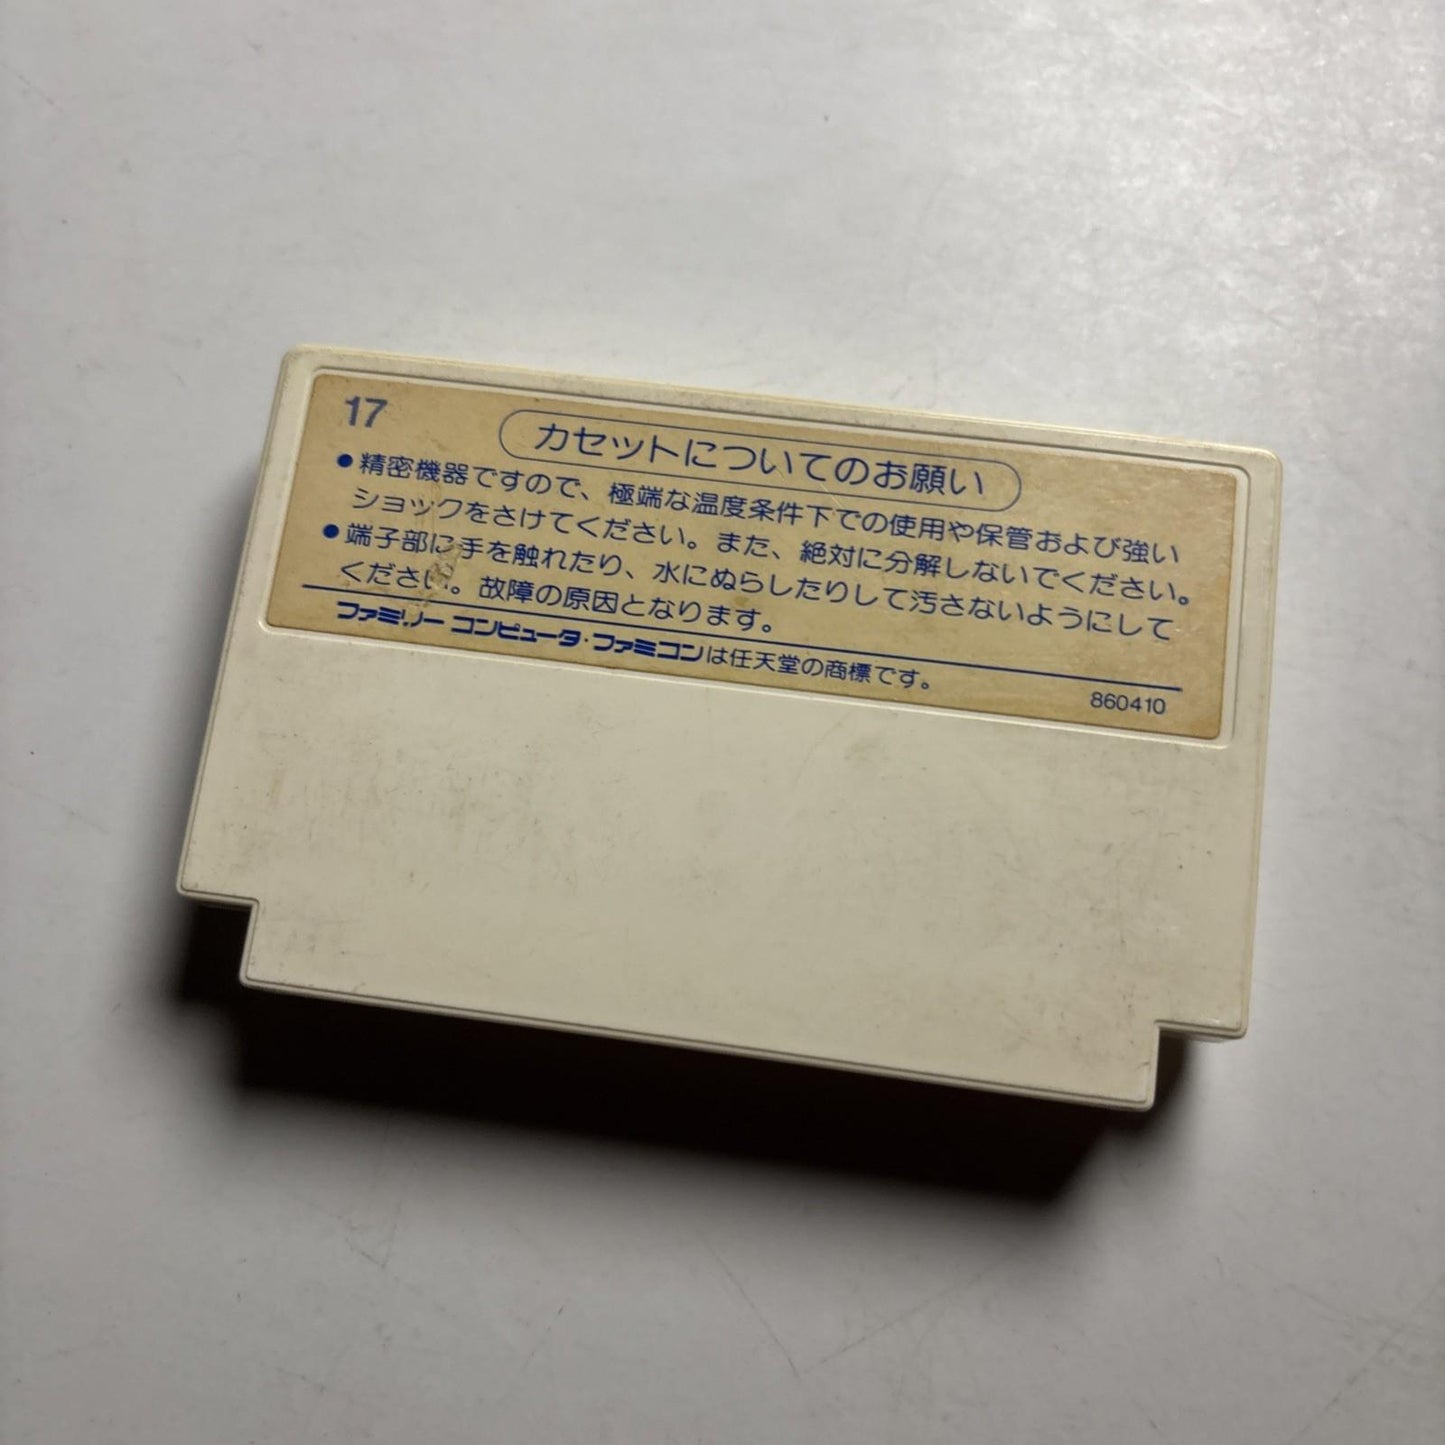 17
カセットについてのお願い
●精密機器ですので、極端な温度条件下での使用や保管および強い
ショックをさけてください。また、絶対に分解しないでください。
●端子部に手を触れたり、水にぬらしたりして汚さないようにして
ください。故障の原因となります。
ファミリー コンピュータ・ファミコンは任天堂の商標です。
860410